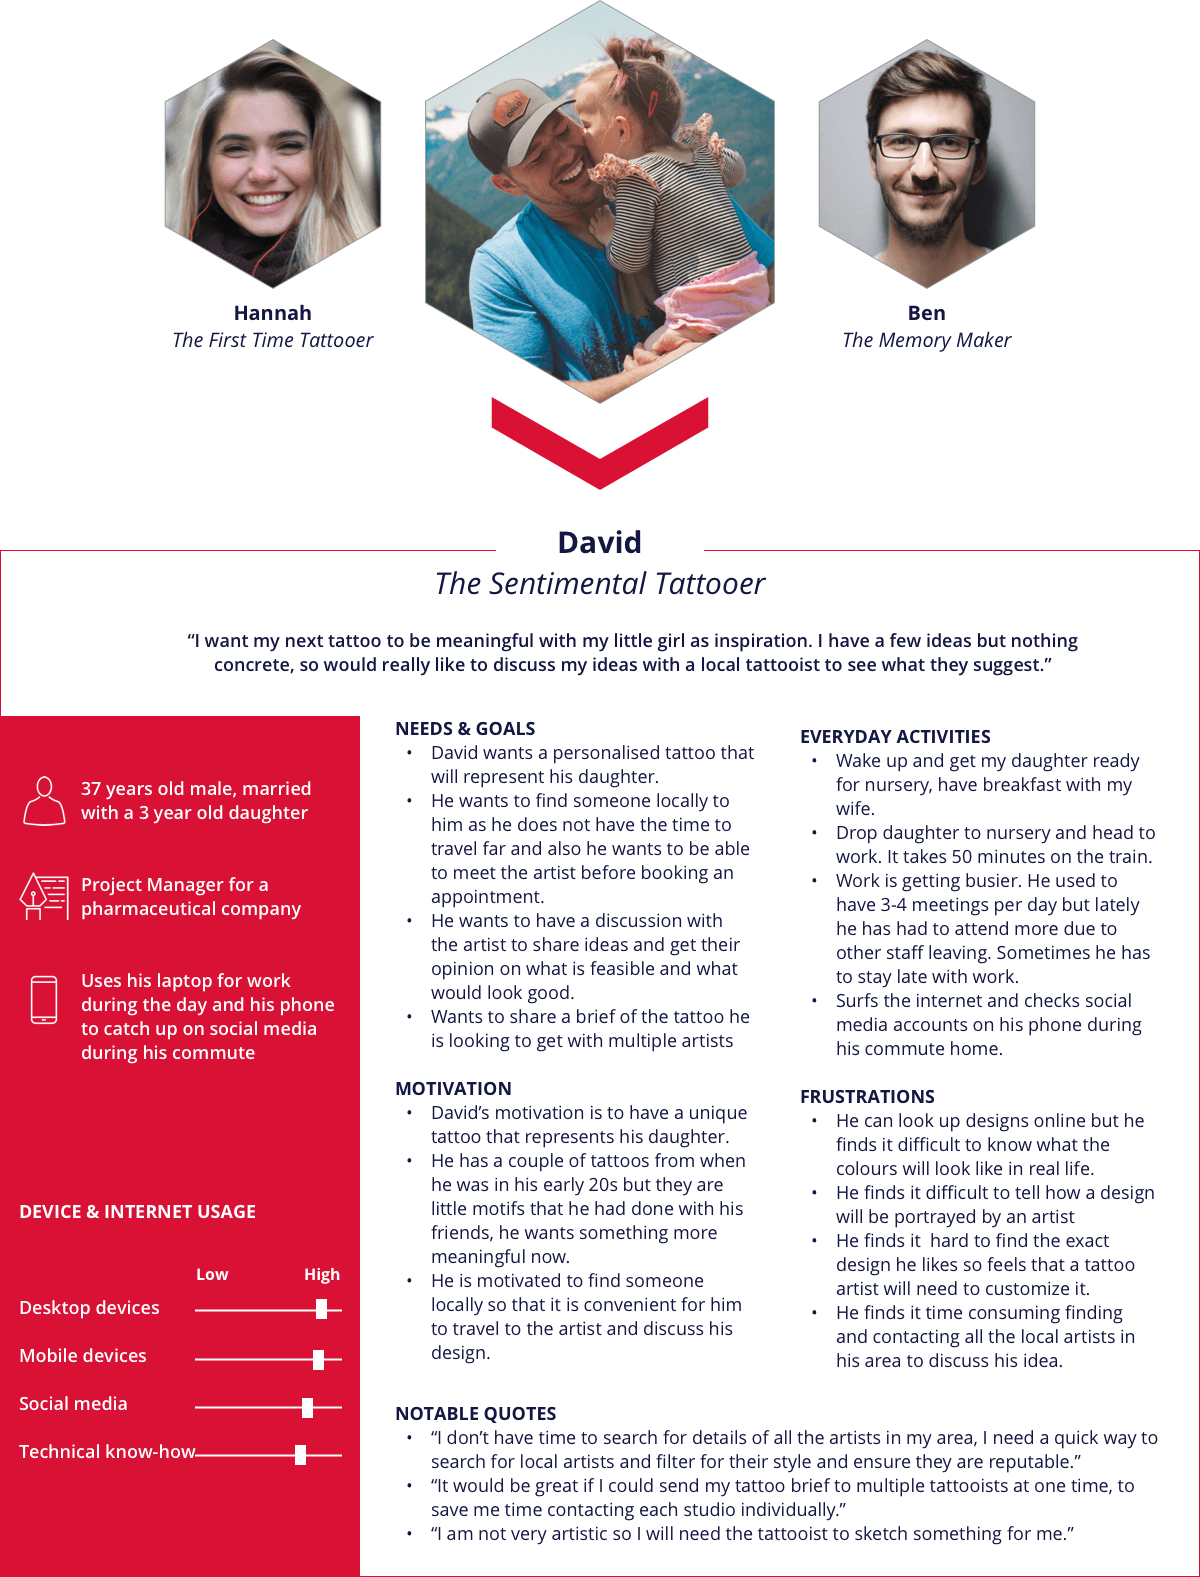 Hannah
The First Time Tattooer
Ben
The Memory Maker
David
The Sentimental Tattooer
“I want my next tattoo to be meaningful with my little girl as inspiration. I have a few ideas but nothing
concrete, so would really like to discuss my ideas with a local tattooist to see what they suggest.”
37 years old male, married
with a 3 year old daughter
Project Manager for a
pharmaceutical company
Uses his laptop for work
during the day and his phone
to catch up on social media
during his commute
DEVICE & INTERNET USAGE
Low High
Desktop devices
Mobile devices
Social media
Technical know-how
NEEDS & GOALS
• David wants a personalised tattoo that
will represent his daughter.
• He wants to find someone locally to
him as he does not have the time to
travel far and also he wants to be able
to meet the artist before booking an
appointment.
• He wants to have a discussion with
the artist to share ideas and get their
opinion on what is feasible and what
would look good.
• Wants to share a brief of the tattoo he
is looking to get with multiple artists
MOTIVATION
• David’s motivation is to have a unique
tattoo that represents his daughter.
• He has a couple of tattoos from when
he was in his early 20s but they are
little motifs that he had done with his
friends, he wants something more
meaningful now.
• He is motivated to find someone
locally so that it is convenient for him
to travel to the artist and discuss his
design.
EVERYDAY ACTIVITIES
• Wake up and get my daughter ready
for nursery, have breakfast with my
wife.
• Drop daughter to nursery and head to
work. It takes 50 minutes on the train.
• Work is getting busier. He used to
have 3-4 meetings per day but lately
he has had to attend more due to
other staff leaving. Sometimes he has
to stay late with work.
• Surfs the internet and checks social
media accounts on his phone during
his commute home.
FRUSTRATIONS
• He can look up designs online but he
finds it difficult to know what the
colours will look like in real life.
• He finds it difficult to tell how a design
will be portrayed by an artist
• He finds it  hard to find the exact
design he likes so feels that a tattoo
artist will need to customize it.
• He finds it time consuming finding
and contacting all the local artists in
his area to discuss his idea.
NOTABLE QUOTES
• “I don’t have time to search for details of all the artists in my area, I need a quick way to
search for local artists and filter for their style and ensure they are reputable.”
• “It would be great if I could send my tattoo brief to multiple tattooists at one time, to
save me time contacting each studio individually.”
• “I am not very artistic so I will need the tattooist to sketch something for me.”